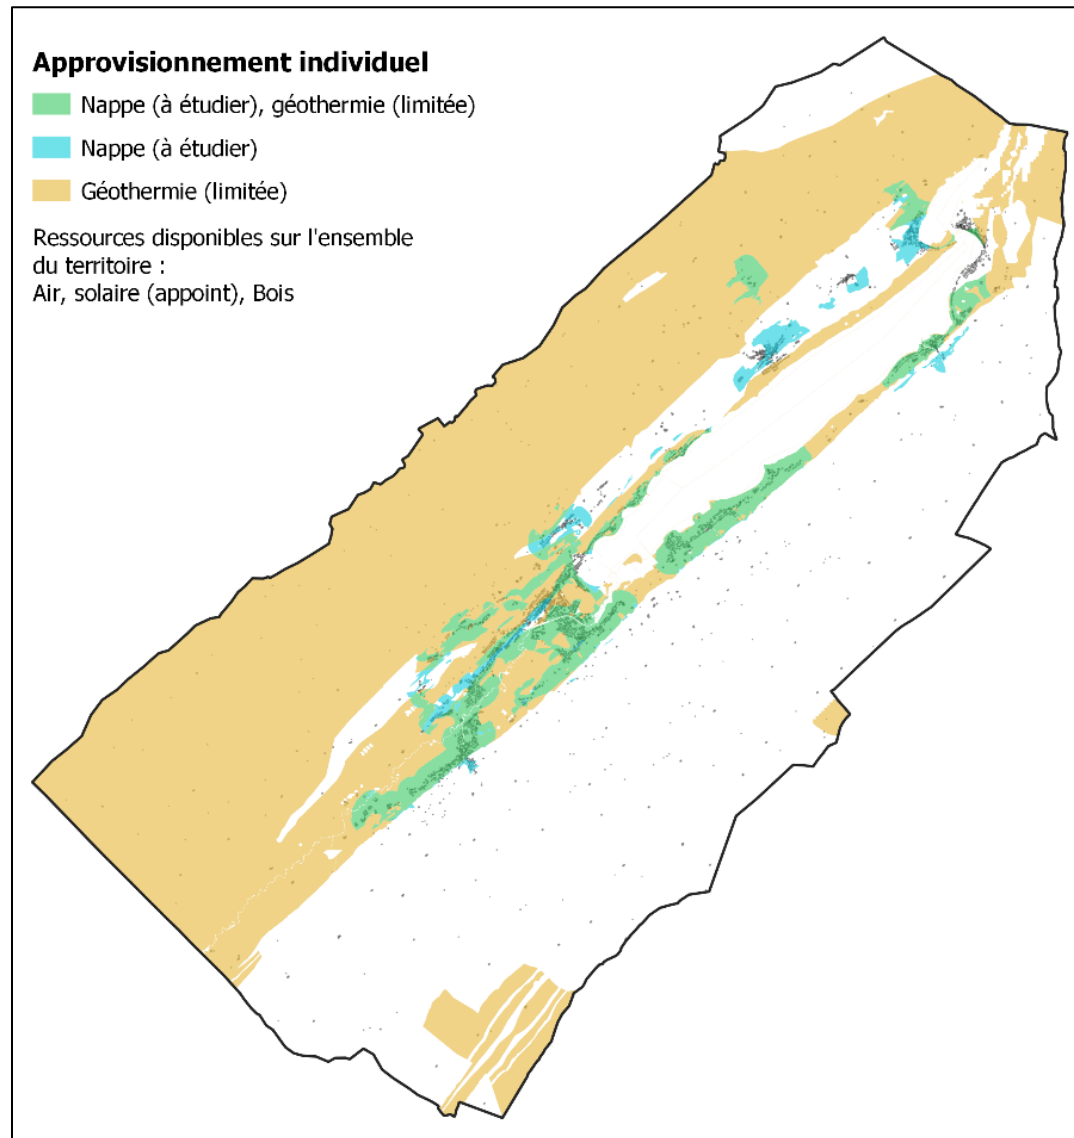 Approvisionnement individuel
Nappe (à étudier), géothermie (limitée)
Nappe (à étudier)
Géothermie (limitée)
Ressources disponibles sur l'ensemble
du territoire :
Air, solaire (appoint), Bois